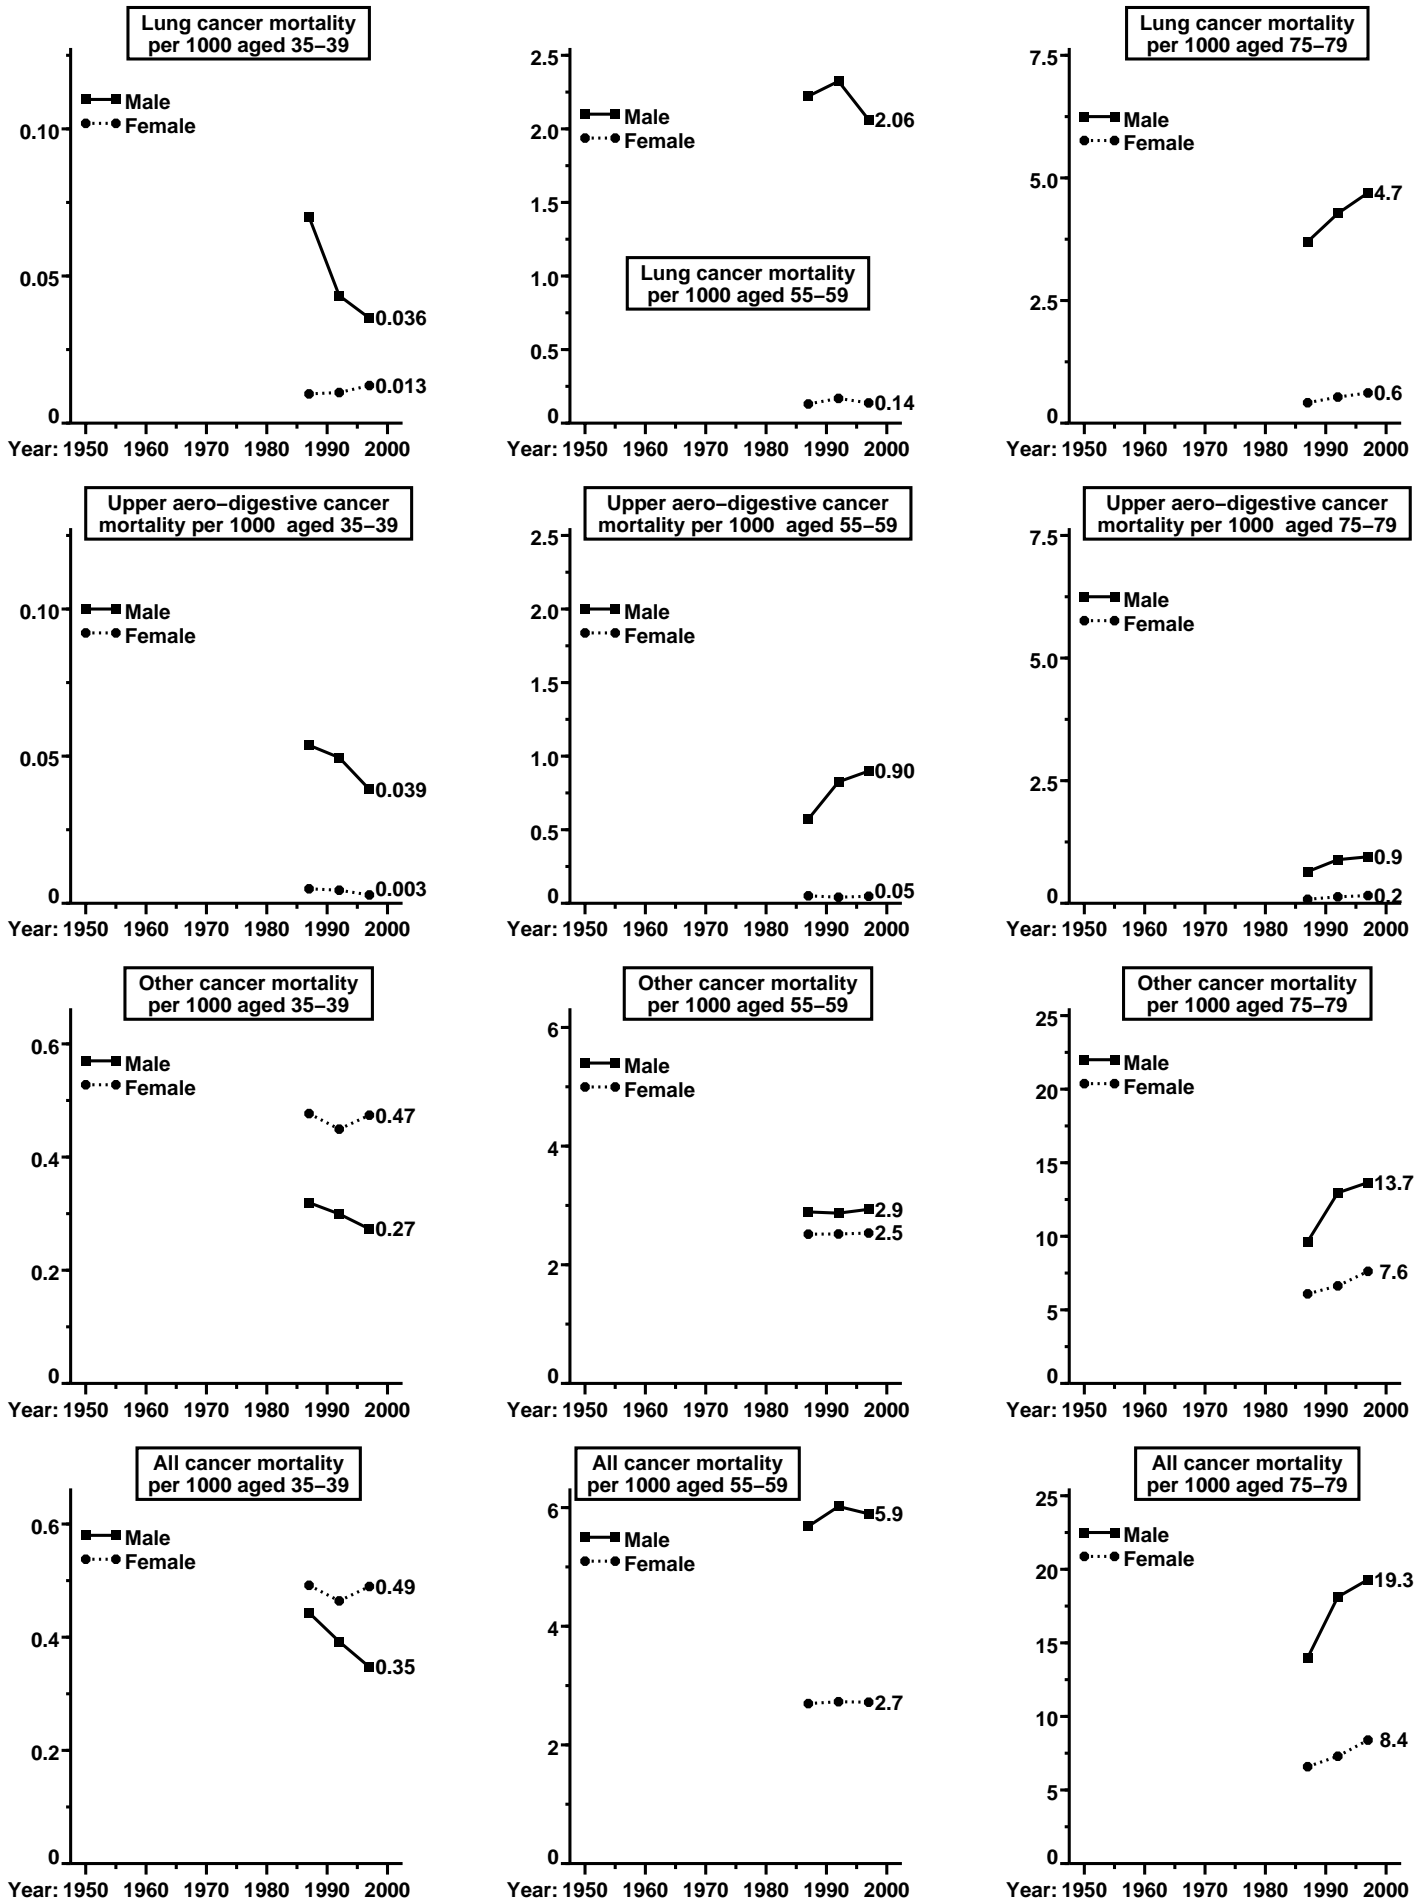 Lung cancer mortality
per 1000 aged 35–39
Male
Female
0.10
0.05
0
0.036
0.013
Year: 1950 1960 1970 1980 1990 2000
2.5
2.0
1.5
1.0
0.5
0
Male
Female
2.06
Lung cancer mortality
per 1000 aged 55–59
0.14
Year: 1950 1960 1970 1980 1990 2000
Lung cancer mortality
per 1000 aged 75–79
7.5
5.0
2.5
0
Male
Female
4.7
0.6
Year: 1950 1960 1970 1980 1990 2000
Upper aero–digestive cancer
mortality per 1000 aged 35–39
0.10
0.05
0
Male
Female
0.039
0.003
Year: 1950 1960 1970 1980 1990 2000
Upper aero–digestive cancer
mortality per 1000 aged 55–59
2.5
2.0
1.5
1.0
0.5
0
Male
Female
0.90
0.05
Year: 1950 1960 1970 1980 1990 2000
Upper aero–digestive cancer
mortality per 1000 aged 75–79
7.5
5.0
2.5
0
Male
Female
0.9
0.2
Year: 1950 1960 1970 1980 1990 2000
Other cancer mortality
per 1000 aged 35–39
0.6
0.4
0.2
0
Male
Female
0.47
0.27
Year: 1950 1960 1970 1980 1990 2000
Other cancer mortality
per 1000 aged 55–59
6
4
2
0
Male
Female
2.9
2.5
Year: 1950 1960 1970 1980 1990 2000
Other cancer mortality
per 1000 aged 75–79
25
20
15
10
5
0
Male
Female
13.7
7.6
Year: 1950 1960 1970 1980 1990 2000
All cancer mortality
per 1000 aged 35–39
0.6
0.4
0.2
0
Male
Female
0.49
0.35
Year: 1950 1960 1970 1980 1990 2000
All cancer mortality
per 1000 aged 55–59
6
4
2
0
Male
Female
5.9
2.7
Year: 1950 1960 1970 1980 1990 2000
All cancer mortality
per 1000 aged 75–79
25
20
15
10
5
0
Male
Female
19.3
8.4
Year: 1950 1960 1970 1980 1990 2000